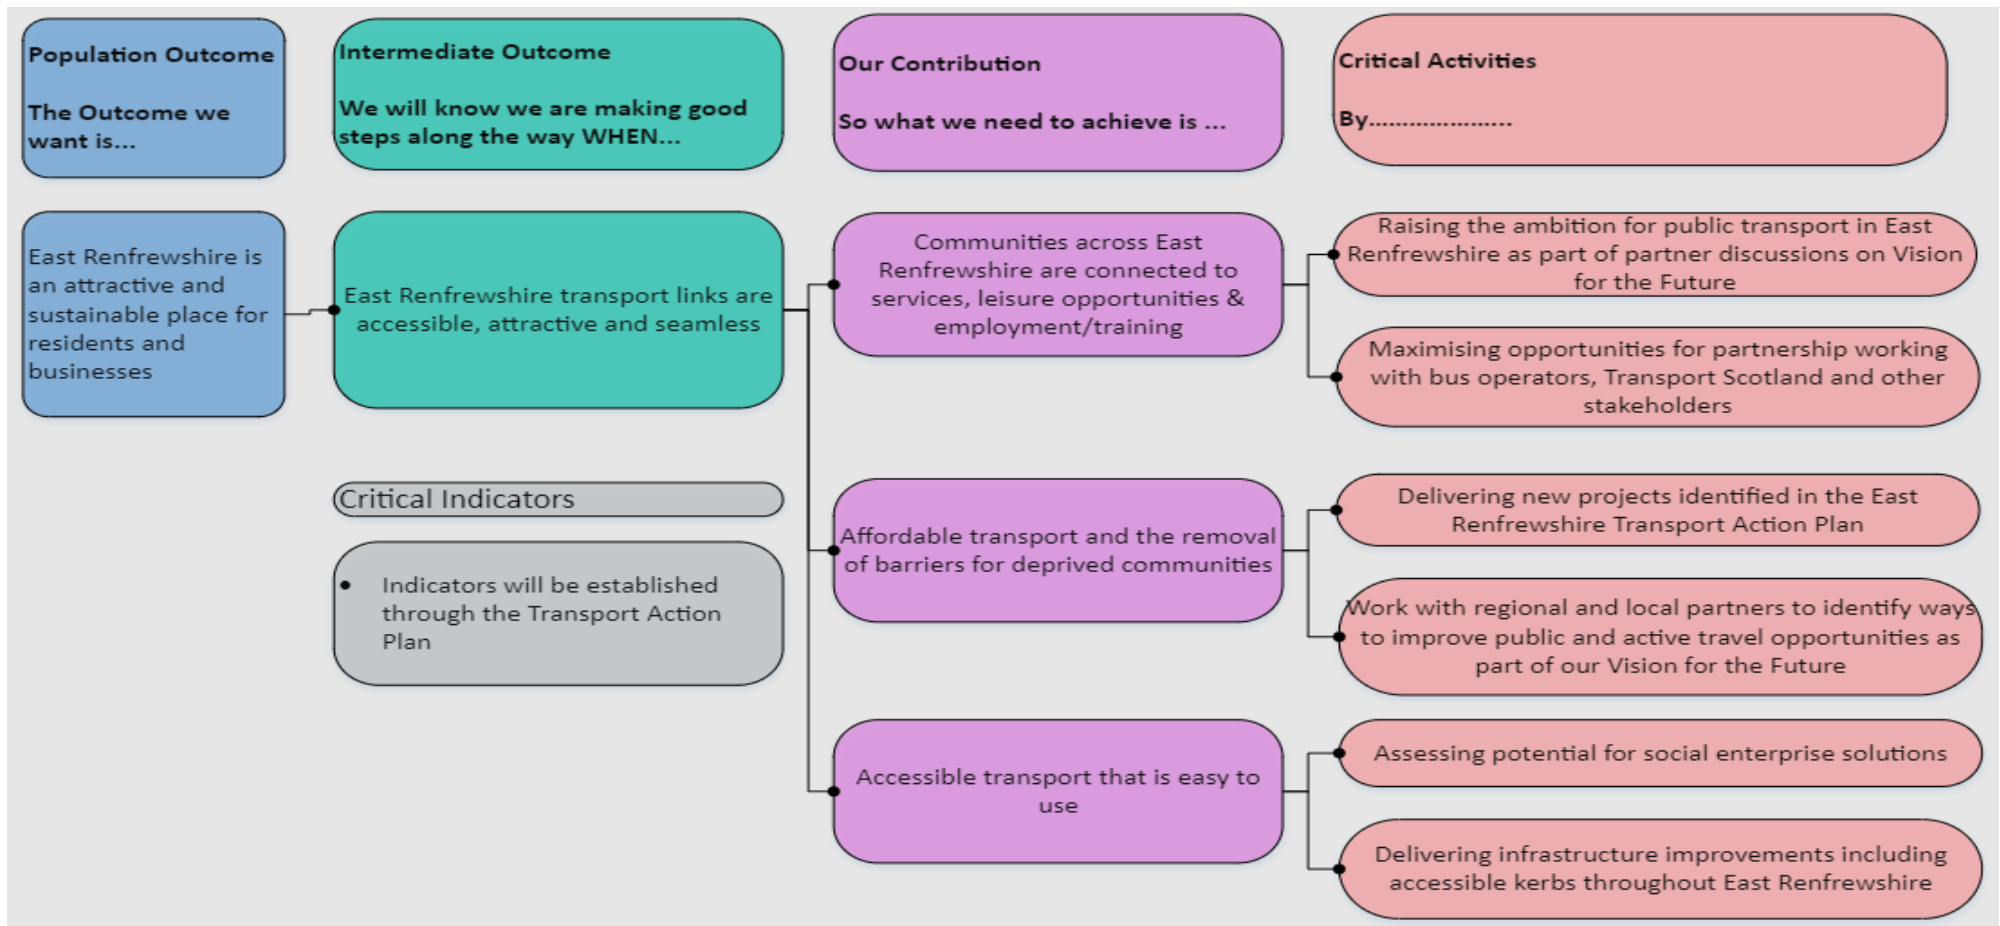 Population Outcome
The Outcome we
want is...
Intermediate Outcome
We will know we are making good
steps along the way WHEN...
Our Contribution
So what we need to achieve is ...
Critical Activities
By.....................
East Renfrewshire is
an attractive and
sustainable place for
residents and
businesses
East Renfrewshire transport links are
accessible, attractive and seamless
Critical Indicators
• Indicators will be established
through the Transport Action
Plan
Communities across East
Renfrewshire are connected to
services, leisure opportunities &
employment/training
Raising the ambition for public transport in East
Renfrewshire as part of partner discussions on Vision
for the Future
Maximising opportunities for partnership working
with bus operators, Transport Scotland and other
stakeholders
Affordable transport and the removal
of barriers for deprived communities
Delivering new projects identified in the East
Renfrewshire Transport Action Plan
Work with regional and local partners to identify ways
to improve public and active travel opportunities as
part of our Vision for the Future
Accessible transport that is easy to
use
Assessing potential for social enterprise solutions
Delivering infrastructure improvements including
accessible kerbs throughout East Renfrewshire